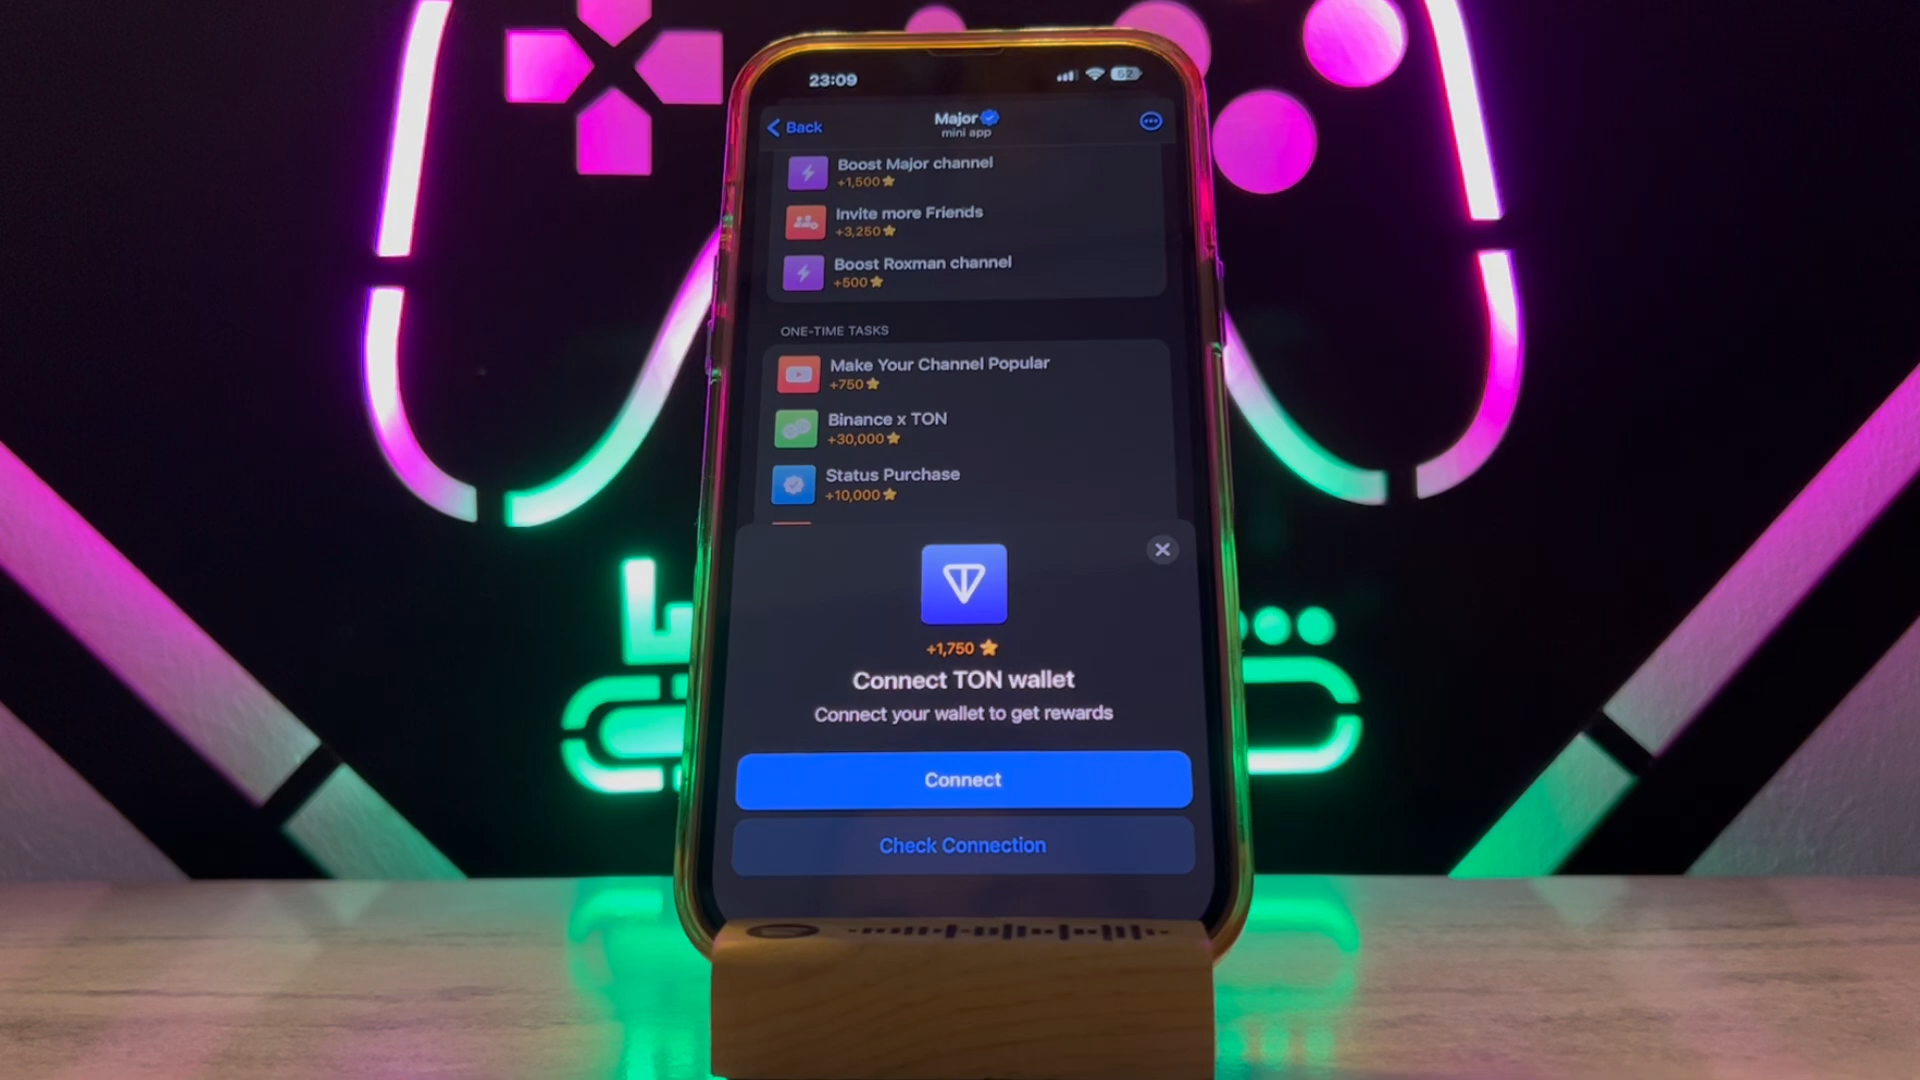 23:09
52
Back
Major
mini app
Boost Major channel
+1,500
Invite more Friends
+3,250
Boost Roxman channel
+500
ONE-TIME TASKS
Make Your Channel Popular
+750
Binance x TON
+30,000
Status Purchase
+10,000
+1,750
Connect TON wallet
Connect your wallet to get rewards
Connect
Check Connection